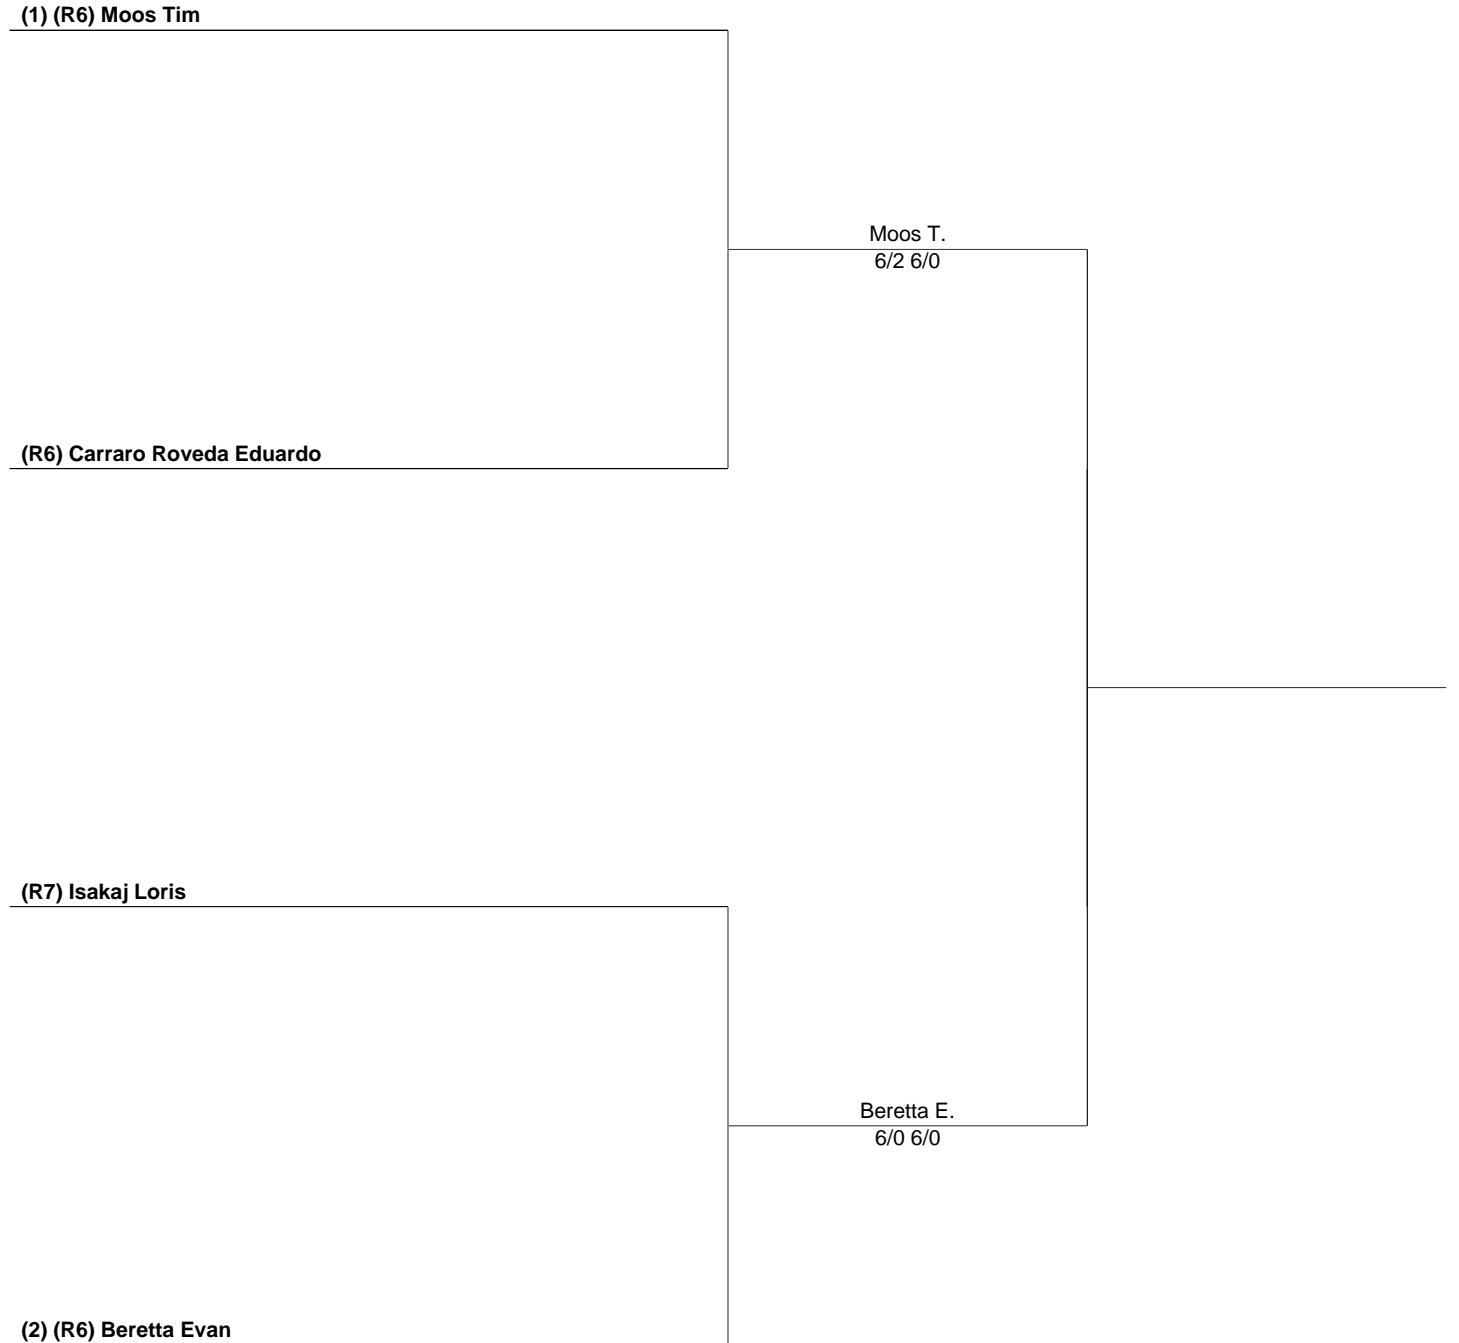 (1) (R6) Moos Tim
Moos T.
6/2 6/0
(R6) Carraro Roveda Eduardo
(R7) Isakaj Loris
Beretta E.
6/0 6/0
(2) (R6) Beretta Evan